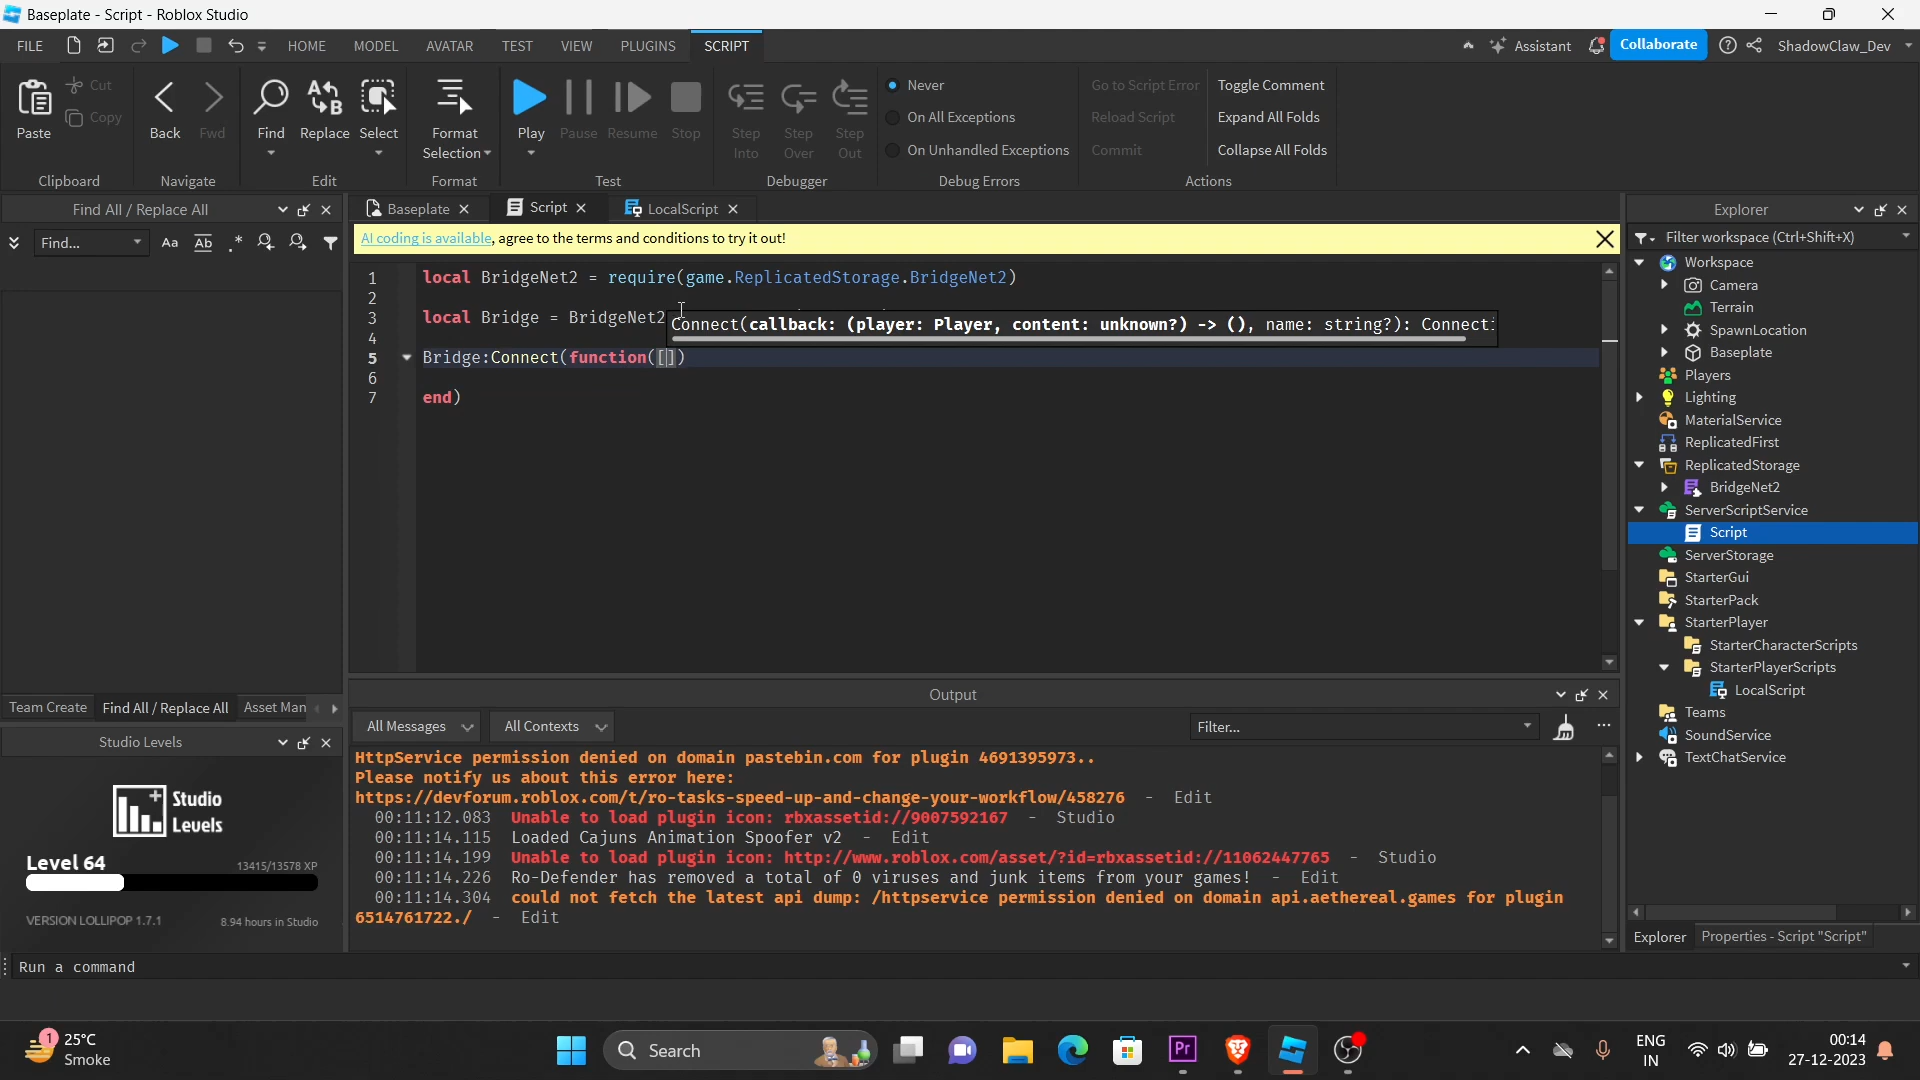 Baseplate - Script - Roblox Studio
FILE HOME MODEL AVATAR TEST VIEW PLUGINS SCRIPT Assistant Collaborate ShadowClaw_Dev
Paste Cut Copy Back Fwd Find Replace Select Format Selection Play Pause Resume Stop Step Into Step Over Step Out
Never Go to Script Error Toggle Comment
On All Exceptions Reload Script Expand All Folds
On Unhandled Exceptions Commit Collapse All Folds
Clipboard Navigate Edit Format Test Debugger Debug Errors Actions
Find All / Replace All
Find... Aa Ab .*
Baseplate Script LocalScript
AI coding is available, agree to the terms and conditions to try it out!
1 local BridgeNet2 = require(game.ReplicatedStorage.BridgeNet2)
2
3 local Bridge = BridgeNet2
Connect(callback: (player: Player, content: unknown?) -> (), name: string?): Connecti
4
5 Bridge:Connect(function([])
6
7 end)
Explorer
Filter workspace (Ctrl+Shift+X)
Workspace
Camera
Terrain
SpawnLocation
Baseplate
Players
Lighting
MaterialService
ReplicatedFirst
ReplicatedStorage
BridgeNet2
ServerScriptService
Script
ServerStorage
StarterGui
StarterPack
StarterPlayer
StarterCharacterScripts
StarterPlayerScripts
LocalScript
Teams
SoundService
TextChatService
Explorer Properties - Script "Script"
Team Create Find All / Replace All Asset Man
Studio Levels
Studio
Levels
Level 64 13415/13578 XP
VERSION LOLLIPOP 1.7.1 8.94 hours in Studio
Output
All Messages All Contexts Filter... ...
HttpService permission denied on domain pastebin.com for plugin 4691395973..
Please notify us about this error here:
https://devforum.roblox.com/t/ro-tasks-speed-up-and-change-your-workflow/458276 - Edit
00:11:12.083 Unable to load plugin icon: rbxassetid://9007592167 - Studio
00:11:14.115 Loaded Cajuns Animation Spoofer v2 - Edit
00:11:14.199 Unable to load plugin icon: http://www.roblox.com/asset/?id=rbxassetid://11062447765 - Studio
00:11:14.226 Ro-Defender has removed a total of 0 viruses and junk items from your games! - Edit
00:11:14.304 could not fetch the latest api dump: /httpservice permission denied on domain api.aethereal.games for plugin
6514761722./ - Edit
Run a command
1 25°C
Smoke
Search
Pr
ENG
IN
00:14
27-12-2023